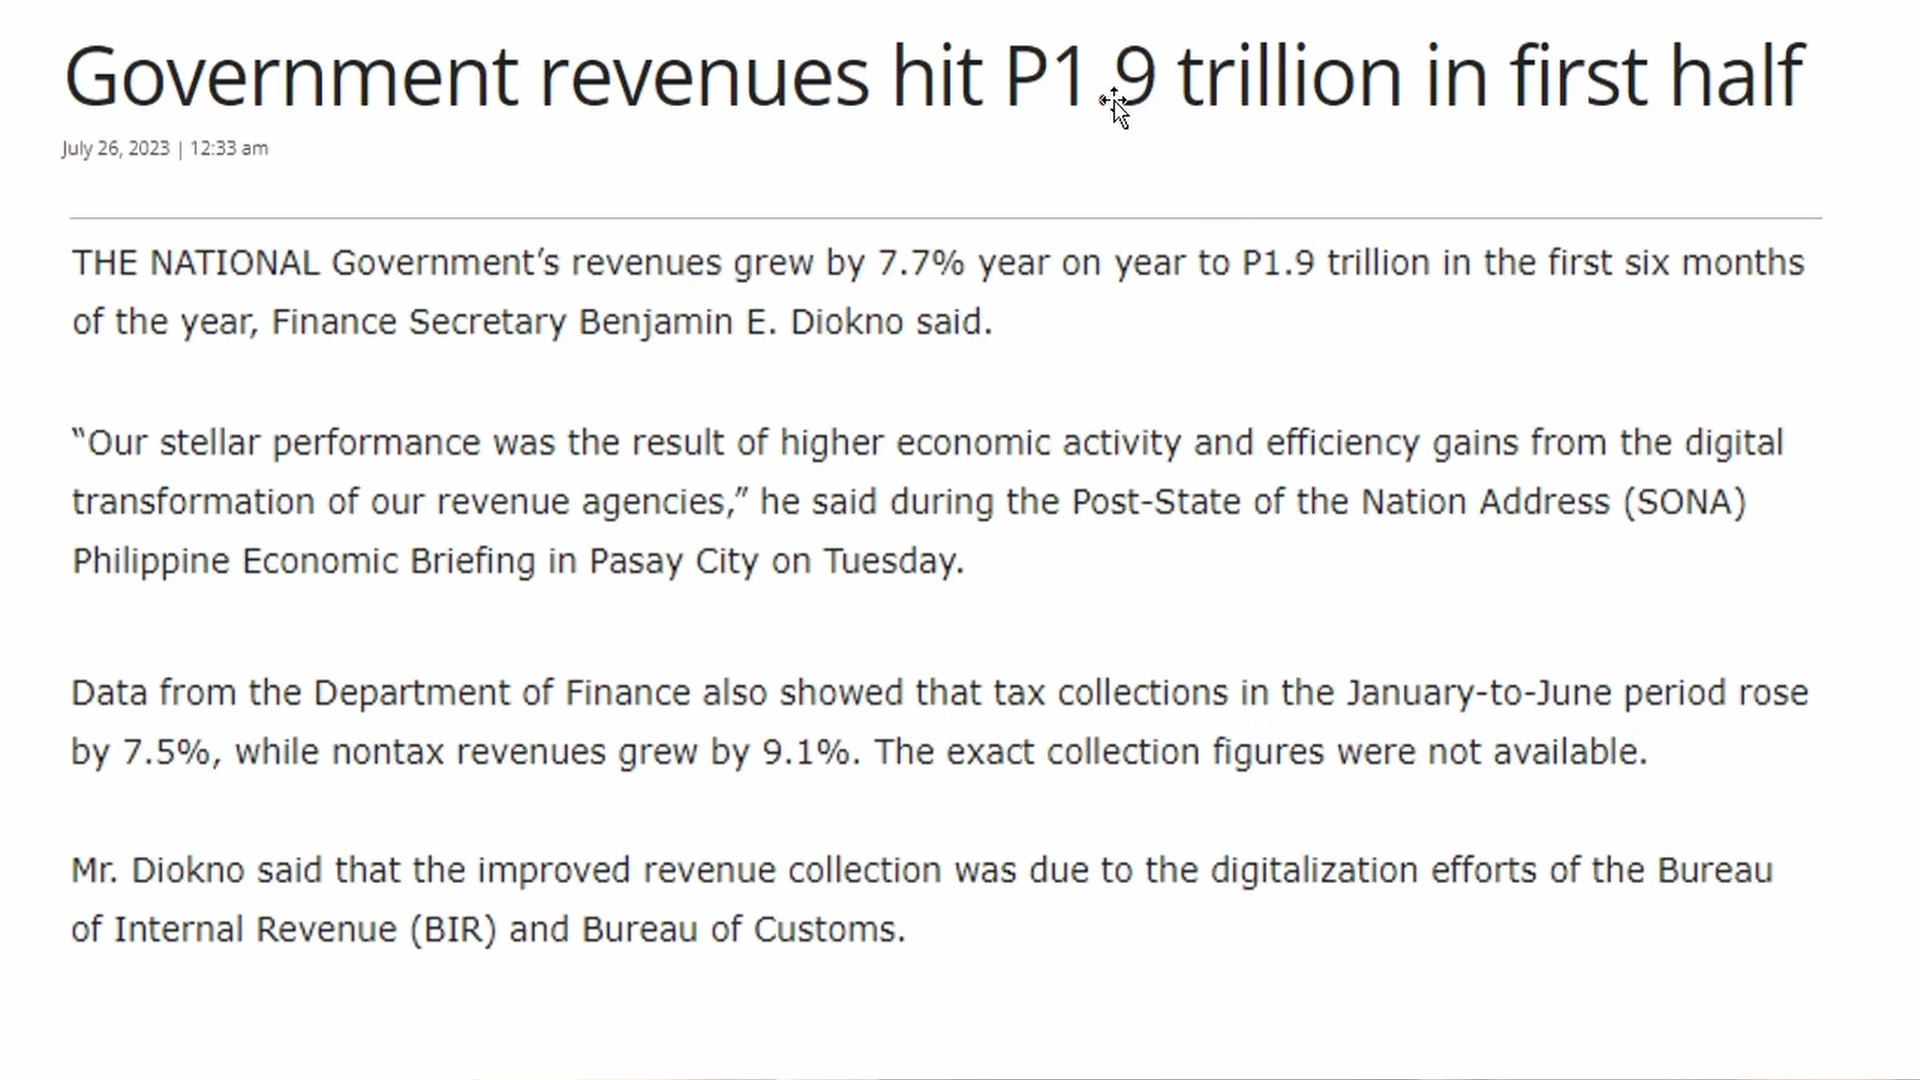 Government revenues hit P1.9 trillion in first half
July 26, 2023 | 12:33 am
THE NATIONAL Government’s revenues grew by 7.7% year on year to P1.9 trillion in the first six months
of the year, Finance Secretary Benjamin E. Diokno said.
“Our stellar performance was the result of higher economic activity and efficiency gains from the digital
transformation of our revenue agencies,” he said during the Post-State of the Nation Address (SONA)
Philippine Economic Briefing in Pasay City on Tuesday.
Data from the Department of Finance also showed that tax collections in the January-to-June period rose
by 7.5%, while nontax revenues grew by 9.1%. The exact collection figures were not available.
Mr. Diokno said that the improved revenue collection was due to the digitalization efforts of the Bureau
of Internal Revenue (BIR) and Bureau of Customs.